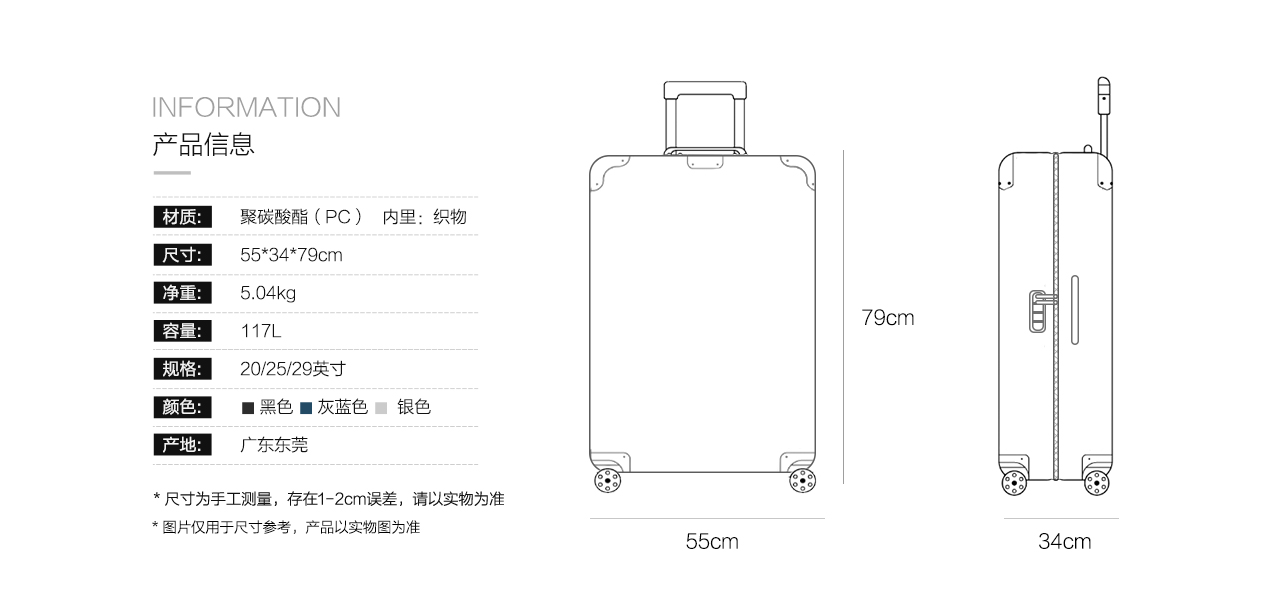 INFORMATION
产品信息
材质: 聚碳酸酯（PC） 内里：织物
尺寸: 55*34*79cm
净重: 5.04kg
容量: 117L
规格: 20/25/29英寸
颜色: 黑色 灰蓝色 银色
产地: 广东东莞
* 尺寸为手工测量，存在1-2cm误差，请以实物为准
* 图片仅用于尺寸参考，产品以实物图为准
79cm
55cm
34cm